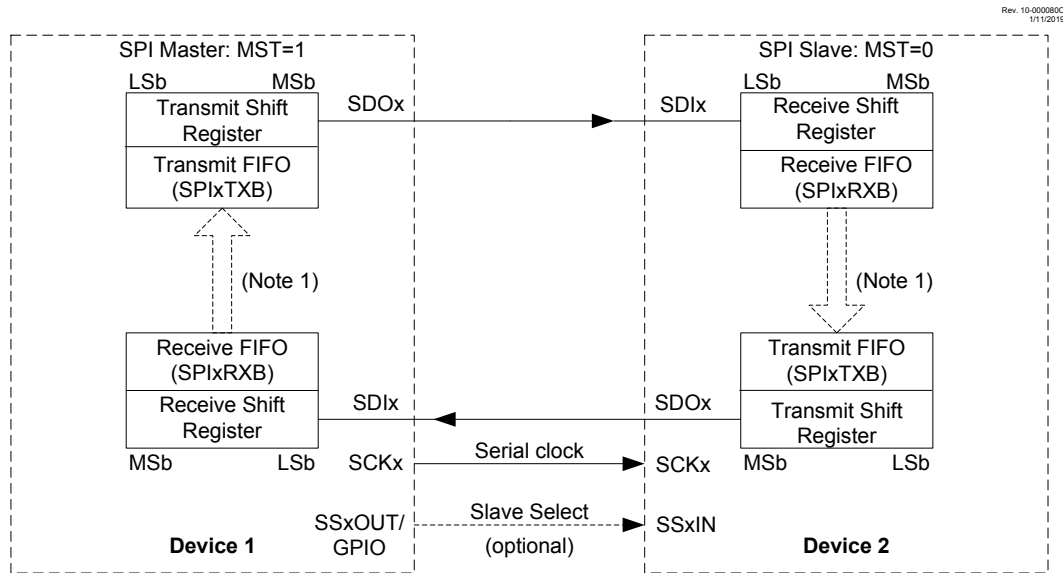 Rev. 10-000080C
1/11/2019
SPI Master: MST=1
LSb MSb
Transmit Shift
Register
Transmit FIFO
(SPIxTXB)
SDOx
(Note 1)
Receive FIFO
(SPIxRXB)
Receive Shift
Register
MSb LSb
SDIx
SCKx
SSxOUT/
GPIO
Device 1
Serial clock
Slave Select
(optional)
SPI Slave: MST=0
LSb MSb
SDIx
Receive Shift
Register
Receive FIFO
(SPIxRXB)
(Note 1)
Transmit FIFO
(SPIxTXB)
SDOx
Transmit Shift
Register
MSb LSb
SCKx
SSxIN
Device 2